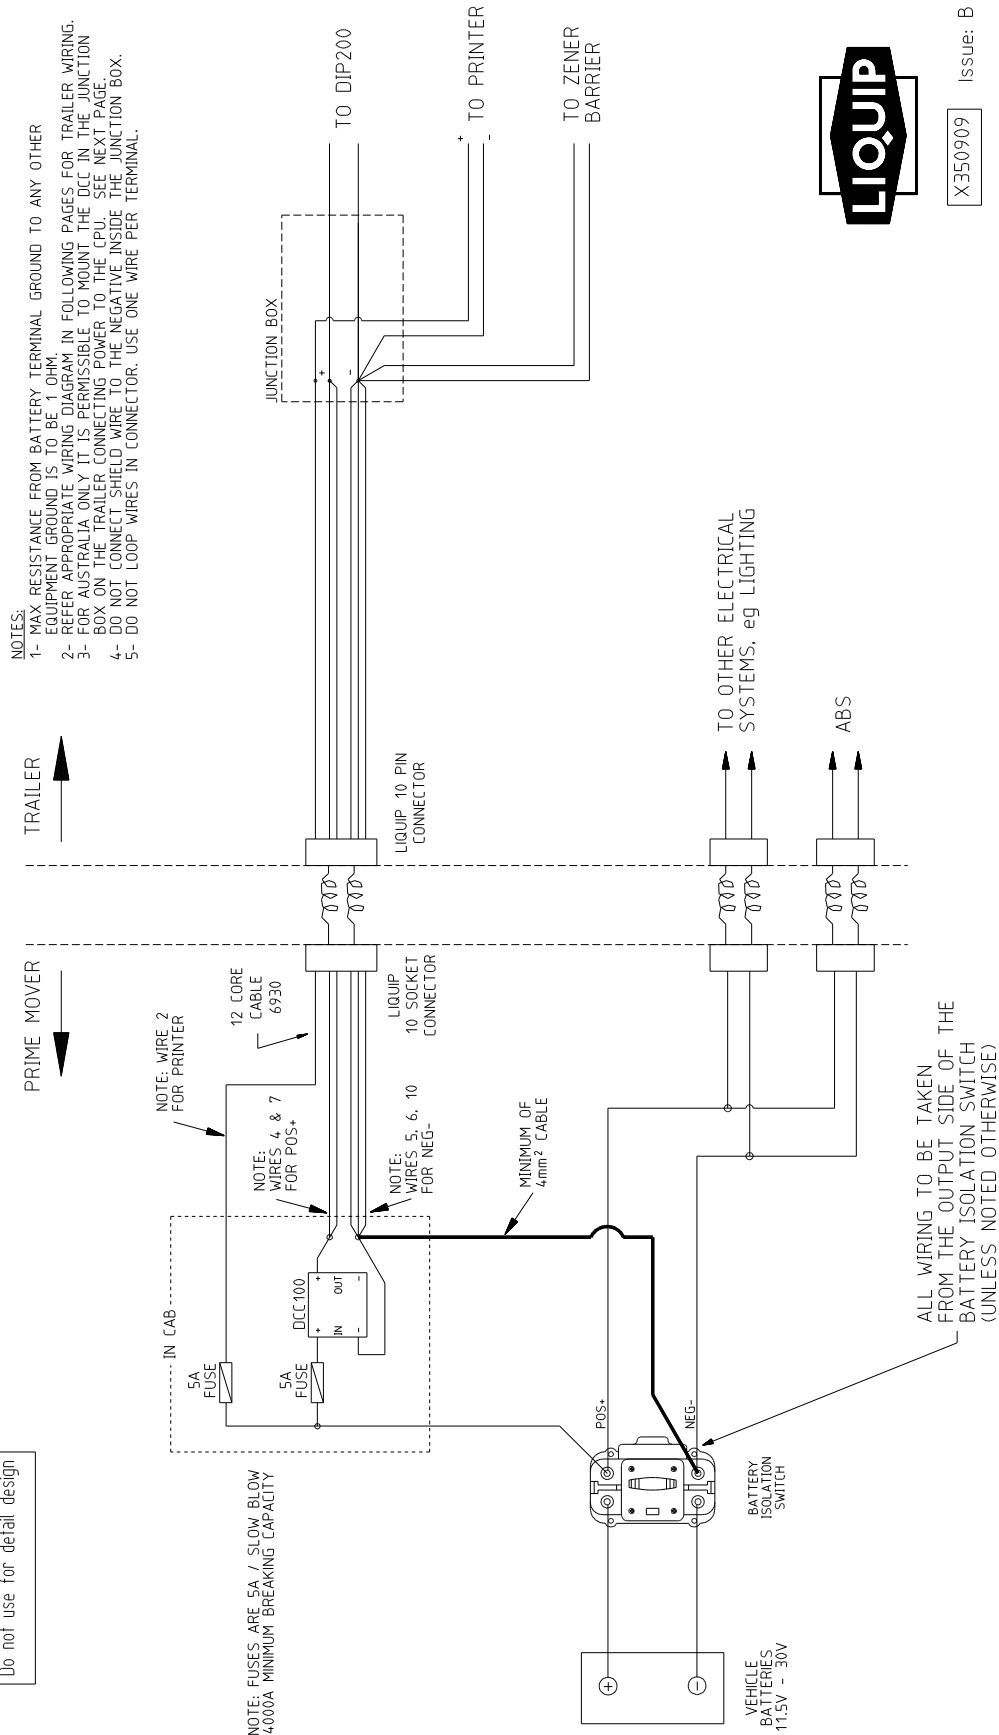 Do not use for detail design
NOTES:
1- MAX RESISTANCE FROM BATTERY TERMINAL GROUND TO ANY OTHER
EQUIPMENT GROUND IS TO BE 1 OHM.
2- REFER APPROPRIATE WIRING DIAGRAM IN FOLLOWING PAGES FOR TRAILER WIRING.
3- FOR AUSTRALIA ONLY IT IS PERMISSIBLE TO MOUNT THE DCC IN THE JUNCTION
BOX ON THE TRAILER CONNECTING POWER TO THE CPU. SEE NEXT PAGE.
4- DO NOT CONNECT SHIELD WIRE TO THE NEGATIVE INSIDE THE JUNCTION BOX.
5- DO NOT LOOP WIRES IN CONNECTOR. USE ONE WIRE PER TERMINAL.
PRIME MOVER
TRAILER
NOTE: FUSES ARE 5A / SLOW BLOW
4000A MINIMUM BREAKING CAPACITY
IN CAB
5A
FUSE
5A
FUSE
DCC100
+
+
IN
OUT
-
-
NOTE: WIRE 2
FOR PRINTER
12 CORE
CABLE
6930
NOTE:
WIRES 4 & 7
FOR POS+
NOTE:
WIRES 5, 6, 10
FOR NEG-
LIQUIP
10 SOCKET
CONNECTOR
LIQUIP 10 PIN
CONNECTOR
JUNCTION BOX
+
-
TO DIP200
+
-
TO PRINTER
TO ZENER
BARRIER
MINIMUM OF
4mm² CABLE
POS+
NEG-
BATTERY
ISOLATION
SWITCH
+
-
VEHICLE
BATTERIES
11.5V - 30V
TO OTHER ELECTRICAL
SYSTEMS, eg LIGHTING
ABS
ALL WIRING TO BE TAKEN
FROM THE OUTPUT SIDE OF THE
BATTERY ISOLATION SWITCH
(UNLESS NOTED OTHERWISE)
LIQUIP
X350909
Issue: B